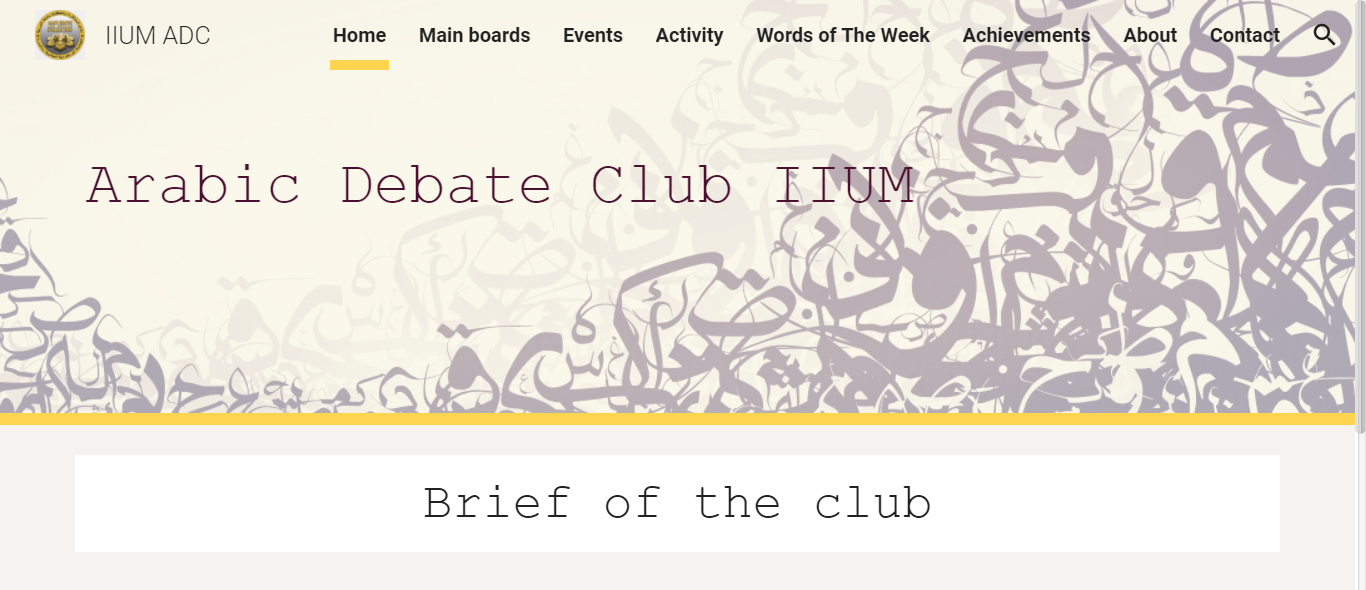 IIUM ADC
Home Main boards Events Activity Words of The Week Achievements About Contact
Arabic Debate Club IIUM
Brief of the club